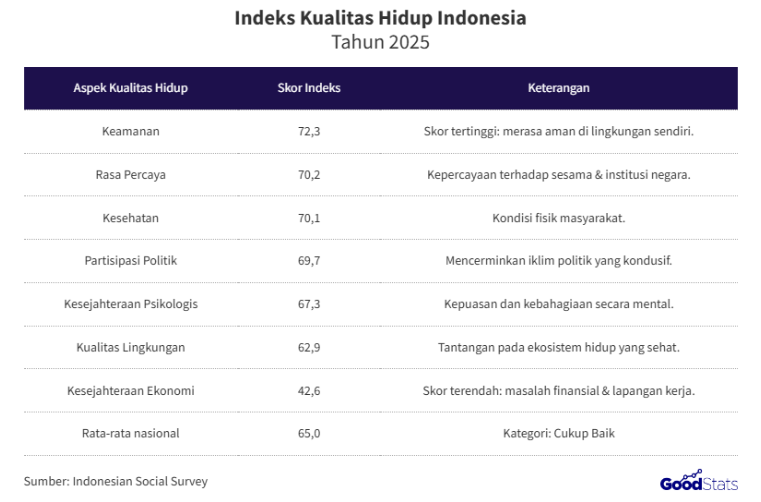 Indeks Kualitas Hidup Indonesia
Tahun 2025
Aspek Kualitas Hidup Skor Indeks Keterangan
Keamanan 72,3 Skor tertinggi: merasa aman di lingkungan sendiri.
Rasa Percaya 70,2 Kepercayaan terhadap sesama & institusi negara.
Kesehatan 70,1 Kondisi fisik masyarakat.
Partisipasi Politik 69,7 Mencerminkan iklim politik yang kondusif.
Kesejahteraan Psikologis 67,3 Kepuasan dan kebahagiaan secara mental.
Kualitas Lingkungan 62,9 Tantangan pada ekosistem hidup yang sehat.
Kesejahteraan Ekonomi 42,6 Skor terendah: masalah finansial & lapangan kerja.
Rata-rata nasional 65,0 Kategori: Cukup Baik
Sumber: Indonesian Social Survey
GoodStats